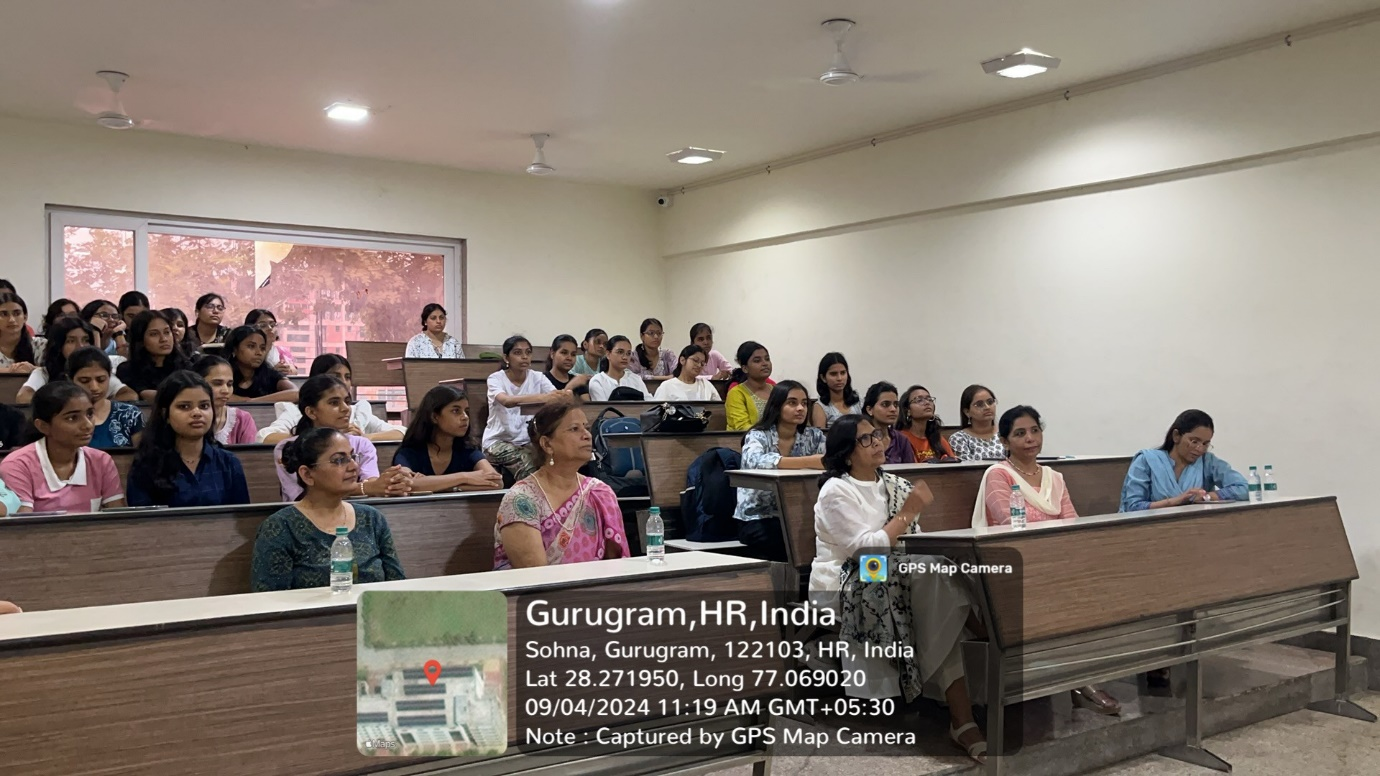 GPS Map Camera
Gurugram,HR,India
Sohna, Gurugram, 122103, HR, India
Lat 28.271950, Long 77.069020
09/04/2024 11:19 AM GMT+05:30
Note : Captured by GPS Map Camera
Maps